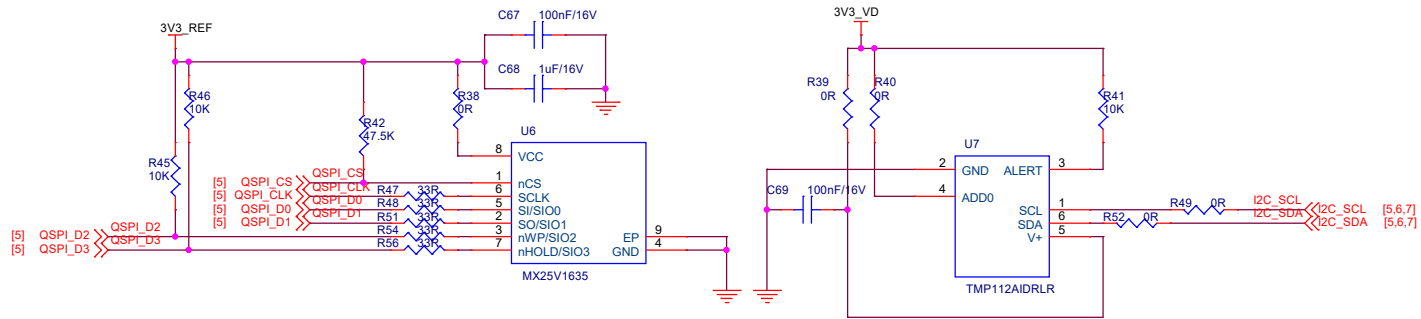 C67 100nF/16V
3V3_REF
C68 1uF/16V
R46
10K
R38
0R
R42
47.5K
R45
10K
U6
8 VCC
1 nCS
6 SCLK
5 SI/SIO0
2 SO/SIO1
3 nWP/SIO2
7 nHOLD/SIO3
EP 9
GND 4
MX25V1635
[5] QSPI_CS QSPI_CS
[5] QSPI_CLK QSPI_CLK R47 33R
[5] QSPI_D0 QSPI_D0 R48 33R
[5] QSPI_D1 QSPI_D1 R51 33R
[5] QSPI_D2 QSPI_D2 R54 33R
[5] QSPI_D3 QSPI_D3 R56 33R
3V3_VD
R39
0R
R40
0R
R41
10K
U7
2 GND ALERT 3
4 ADD0
SCL 1
SDA 6
V+ 5
TMP112AIDRLR
C69 100nF/16V
R49 0R I2C_SCL I2C_SCL [5,6,7]
R52 0R I2C_SDA I2C_SDA [5,6,7]